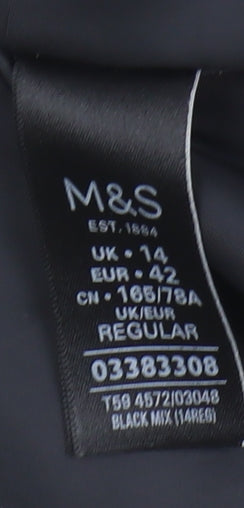 M&S
EST. 1884
UK • 14
EUR • 42
CN • 165/78A
UK/EUR
REGULAR
03383308
T59 4572/03048
BLACK MIX (14REG)